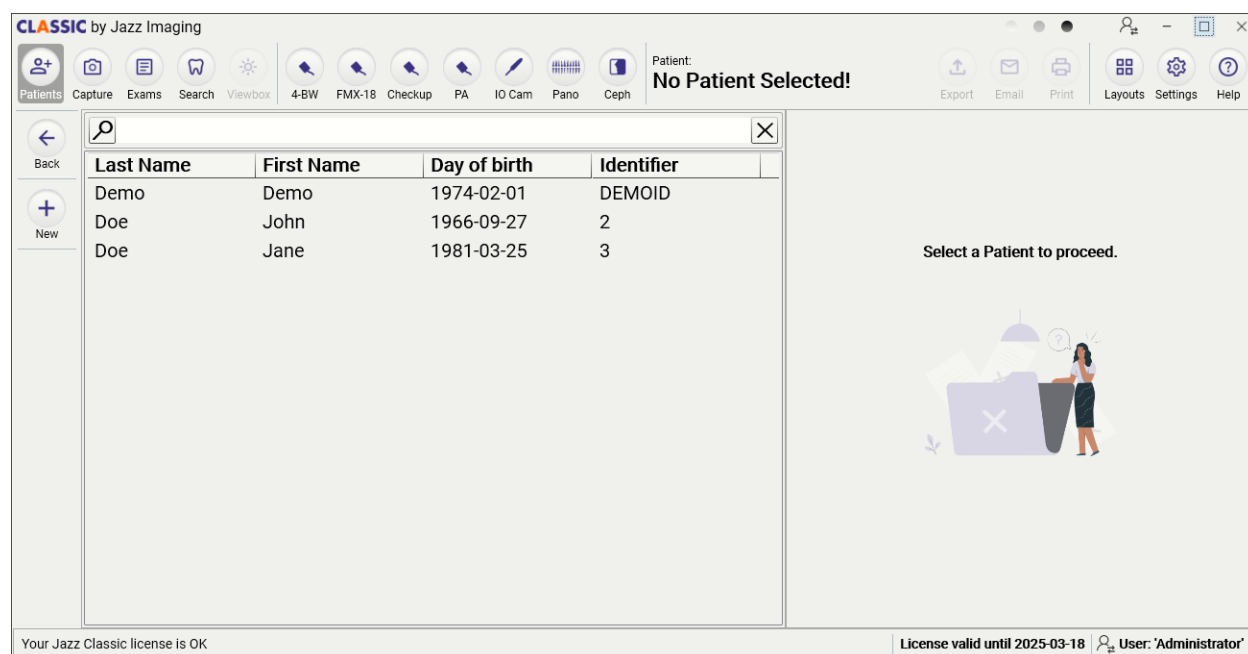 CLASSIC by Jazz Imaging
Patients Capture Exams Search Viewbox 4-BW FMX-18 Checkup PA IO Cam Pano Ceph
Patient:
No Patient Selected!
Export Email Print Layouts Settings Help
Back
New
Last Name First Name Day of birth Identifier
Demo Demo 1974-02-01 DEMOID
Doe John 1966-09-27 2
Doe Jane 1981-03-25 3
Select a Patient to proceed.
Your Jazz Classic license is OK
License valid until 2025-03-18 User: 'Administrator'